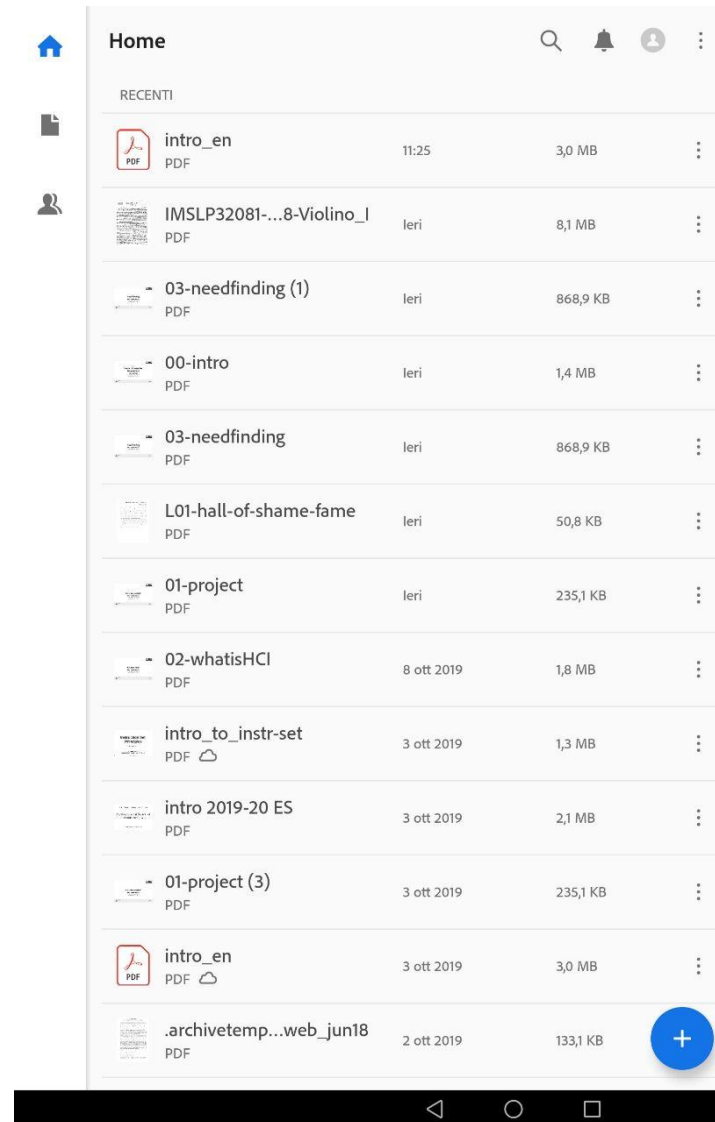 Home
RECENTI
intro_en 11:25 3,0 MB
PDF
IMSLP32081-...8-Violino_I Ieri 8,1 MB
PDF
03-needfinding (1) Ieri 868,9 KB
PDF
00-intro Ieri 1,4 MB
PDF
03-needfinding Ieri 868,9 KB
PDF
L01-hall-of-shame-fame Ieri 50,8 KB
PDF
01-project Ieri 235,1 KB
PDF
02-whatisHCI 8 ott 2019 1,8 MB
PDF
intro_to_instr-set 3 ott 2019 1,3 MB
PDF
intro 2019-20 ES 3 ott 2019 2,1 MB
PDF
01-project (3) 3 ott 2019 235,1 KB
PDF
intro_en 3 ott 2019 3,0 MB
PDF
.archivetemp...web_jun18 2 ott 2019 133,1 KB
PDF